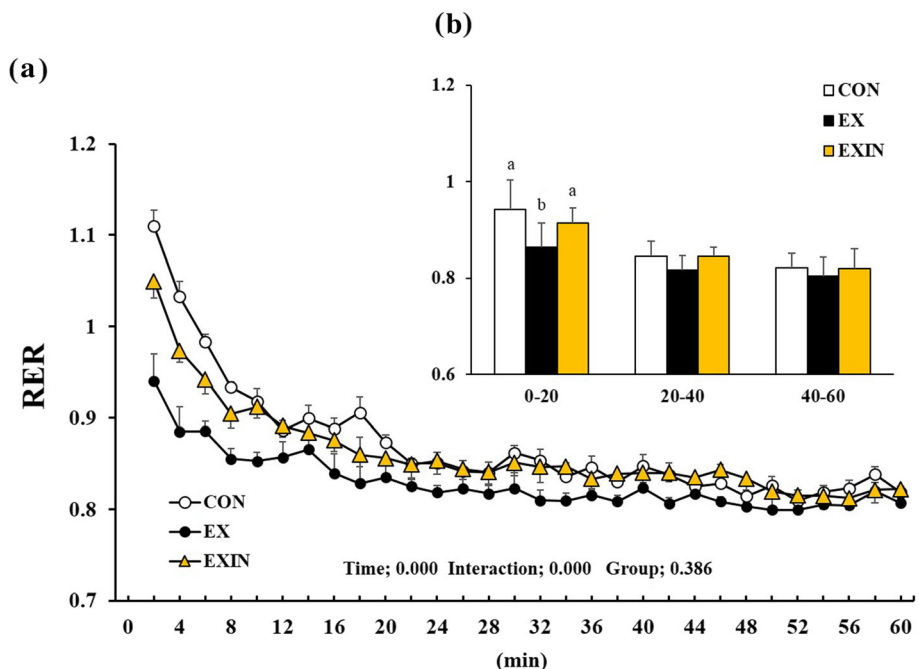 (b)
(a)
1.2
1
0.8
0.6
CON
EX
EXIN
a
b
a
0-20
20-40
40-60
1.2
1.1
1
0.9
0.8
0.7
RER
CON
EX
EXIN
Time; 0.000 Interaction; 0.000 Group; 0.386
0 4 8 12 16 20 24 28 32 36 40 44 48 52 56 60
(min)